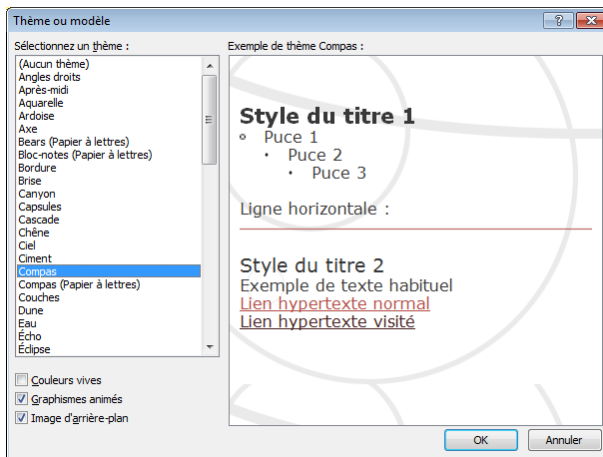 Thème ou modèle
Sélectionnez un thème :
(Aucun thème)
Angles droits
Après-midi
Aquarelle
Ardoise
Axe
Bears (Papier à lettres)
Bloc-notes (Papier à lettres)
Bordure
Brise
Canyon
Capsules
Cascade
Chêne
Ciel
Ciment
Compas
Compas (Papier à lettres)
Couches
Dune
Eau
Écho
Éclipse
Couleurs vives
Graphismes animés
Image d'arrière-plan
Exemple de thème Compas :
Style du titre 1
Puce 1
Puce 2
Puce 3
Ligne horizontale :
Style du titre 2
Exemple de texte habituel
Lien hypertexte normal
Lien hypertexte visité
OK
Annuler